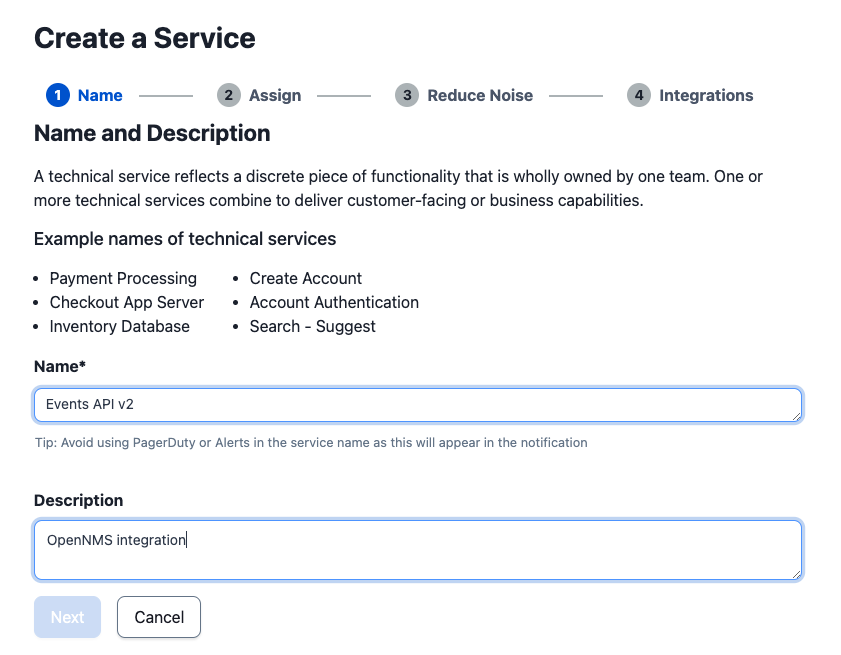 Create a Service
1 Name 2 Assign 3 Reduce Noise 4 Integrations
Name and Description
A technical service reflects a discrete piece of functionality that is wholly owned by one team. One or
more technical services combine to deliver customer-facing or business capabilities.
Example names of technical services
• Payment Processing • Create Account
• Checkout App Server • Account Authentication
• Inventory Database • Search - Suggest
Name*
Events API v2
Tip: Avoid using PagerDuty or Alerts in the service name as this will appear in the notification
Description
OpenNMS integration
Next Cancel